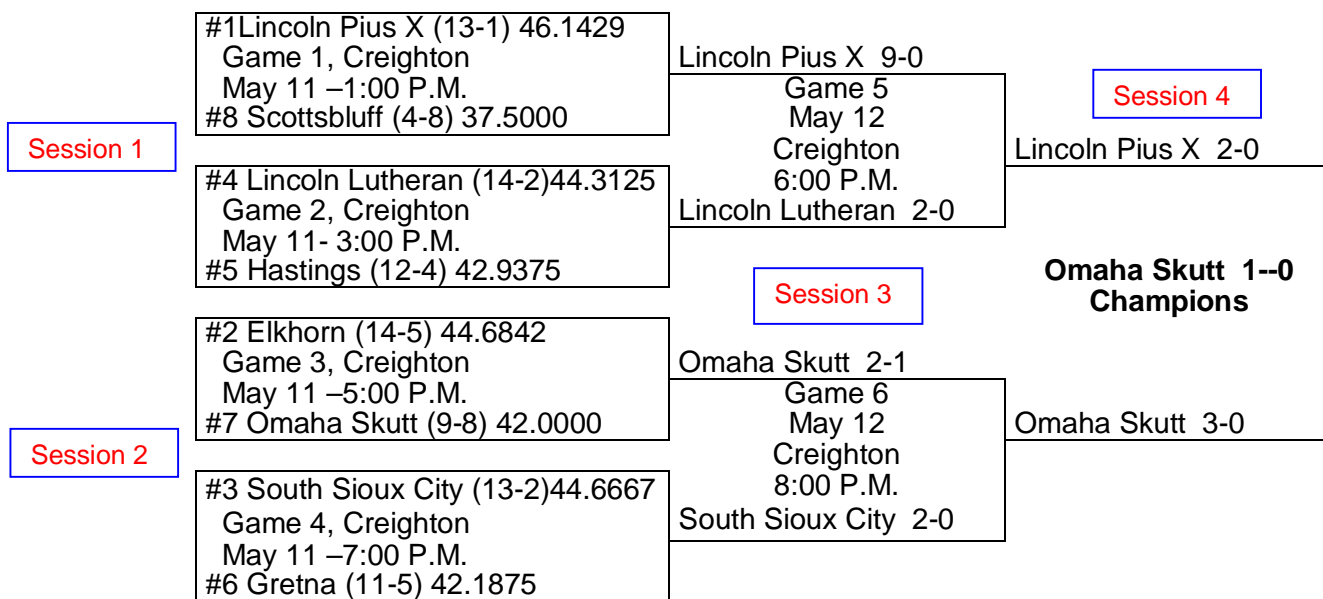 #1Lincoln Pius X (13-1) 46.1429
Game 1, Creighton
May 11 –1:00 P.M.
#8 Scottsbluff (4-8) 37.5000
Session 1
#4 Lincoln Lutheran (14-2)44.3125
Game 2, Creighton
May 11- 3:00 P.M.
#5 Hastings (12-4) 42.9375
#2 Elkhorn (14-5) 44.6842
Game 3, Creighton
May 11 –5:00 P.M.
#7 Omaha Skutt (9-8) 42.0000
Session 2
#3 South Sioux City (13-2)44.6667
Game 4, Creighton
May 11 –7:00 P.M.
#6 Gretna (11-5) 42.1875
Lincoln Pius X 9-0
Game 5
May 12
Creighton
6:00 P.M.
Lincoln Lutheran 2-0
Session 3
Omaha Skutt 2-1
Game 6
May 12
Creighton
8:00 P.M.
South Sioux City 2-0
Session 4
Lincoln Pius X 2-0
Omaha Skutt 1--0
Champions
Omaha Skutt 3-0